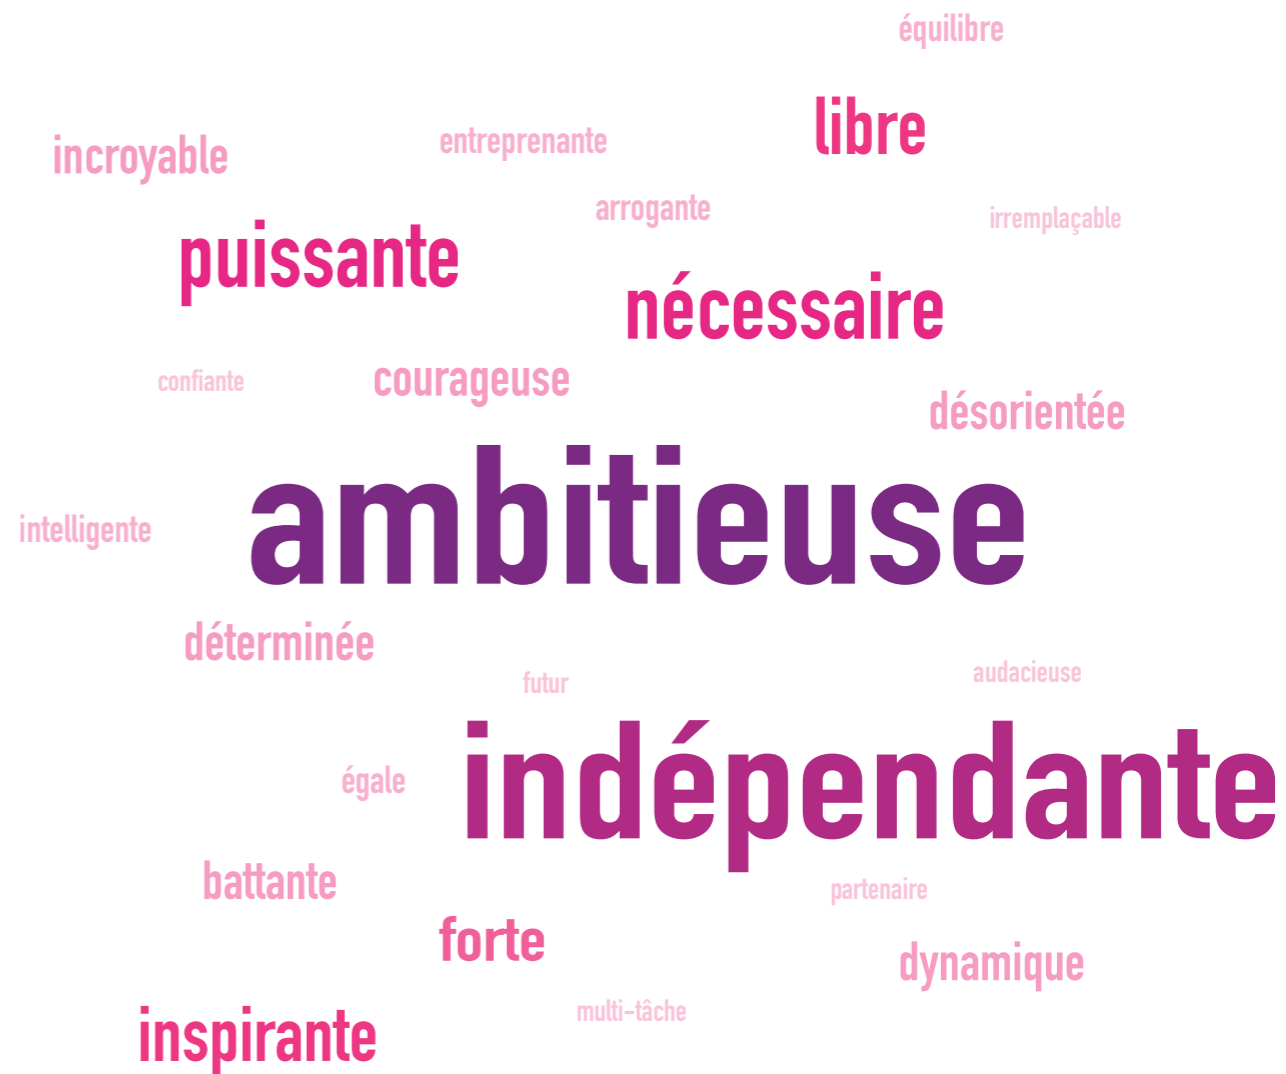 équilibre
libre
incroyable
entreprenante
arrogante
irremplaçable
puissante
nécessaire
confiante
courageuse
désorientée
ambitieuse
intelligente
déterminée
futur
audacieuse
indépendante
égale
battante
partenaire
forte
dynamique
multi-tâche
inspirante